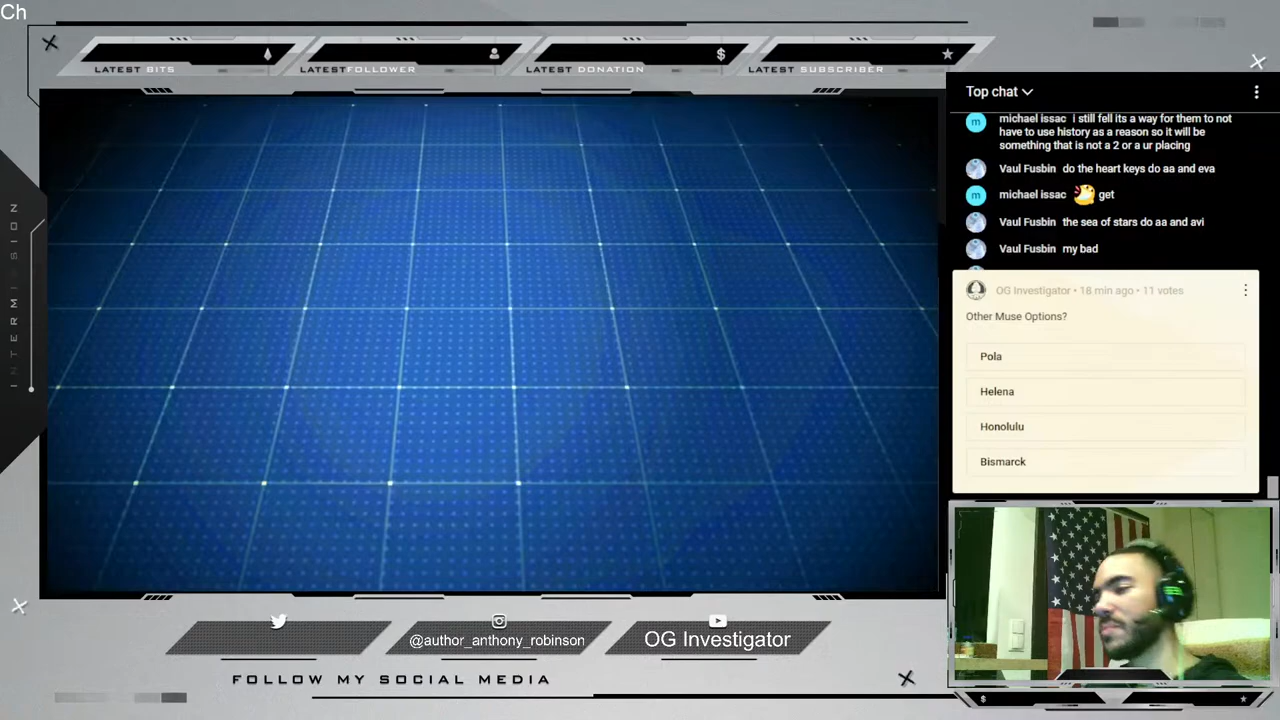 Ch
LATEST BITS
LATEST FOLLOWER
LATEST DONATION
LATEST SUBSCRIBER
$
Top chat
INTERMISSION
m
michael issac i still fell its a way for them to not
have to use history as a reason so it will be
something that is not a 2 or a ur placing
Vaul Fusbin do the heart keys do aa and eva
m
michael issac get
Vaul Fusbin the sea of stars do aa and avi
Vaul Fusbin my bad
OG Investigator • 18 min ago • 11 votes
Other Muse Options?
Pola
Helena
Honolulu
Bismarck
@author_anthony_robinson
OG Investigator
FOLLOW MY SOCIAL MEDIA
$